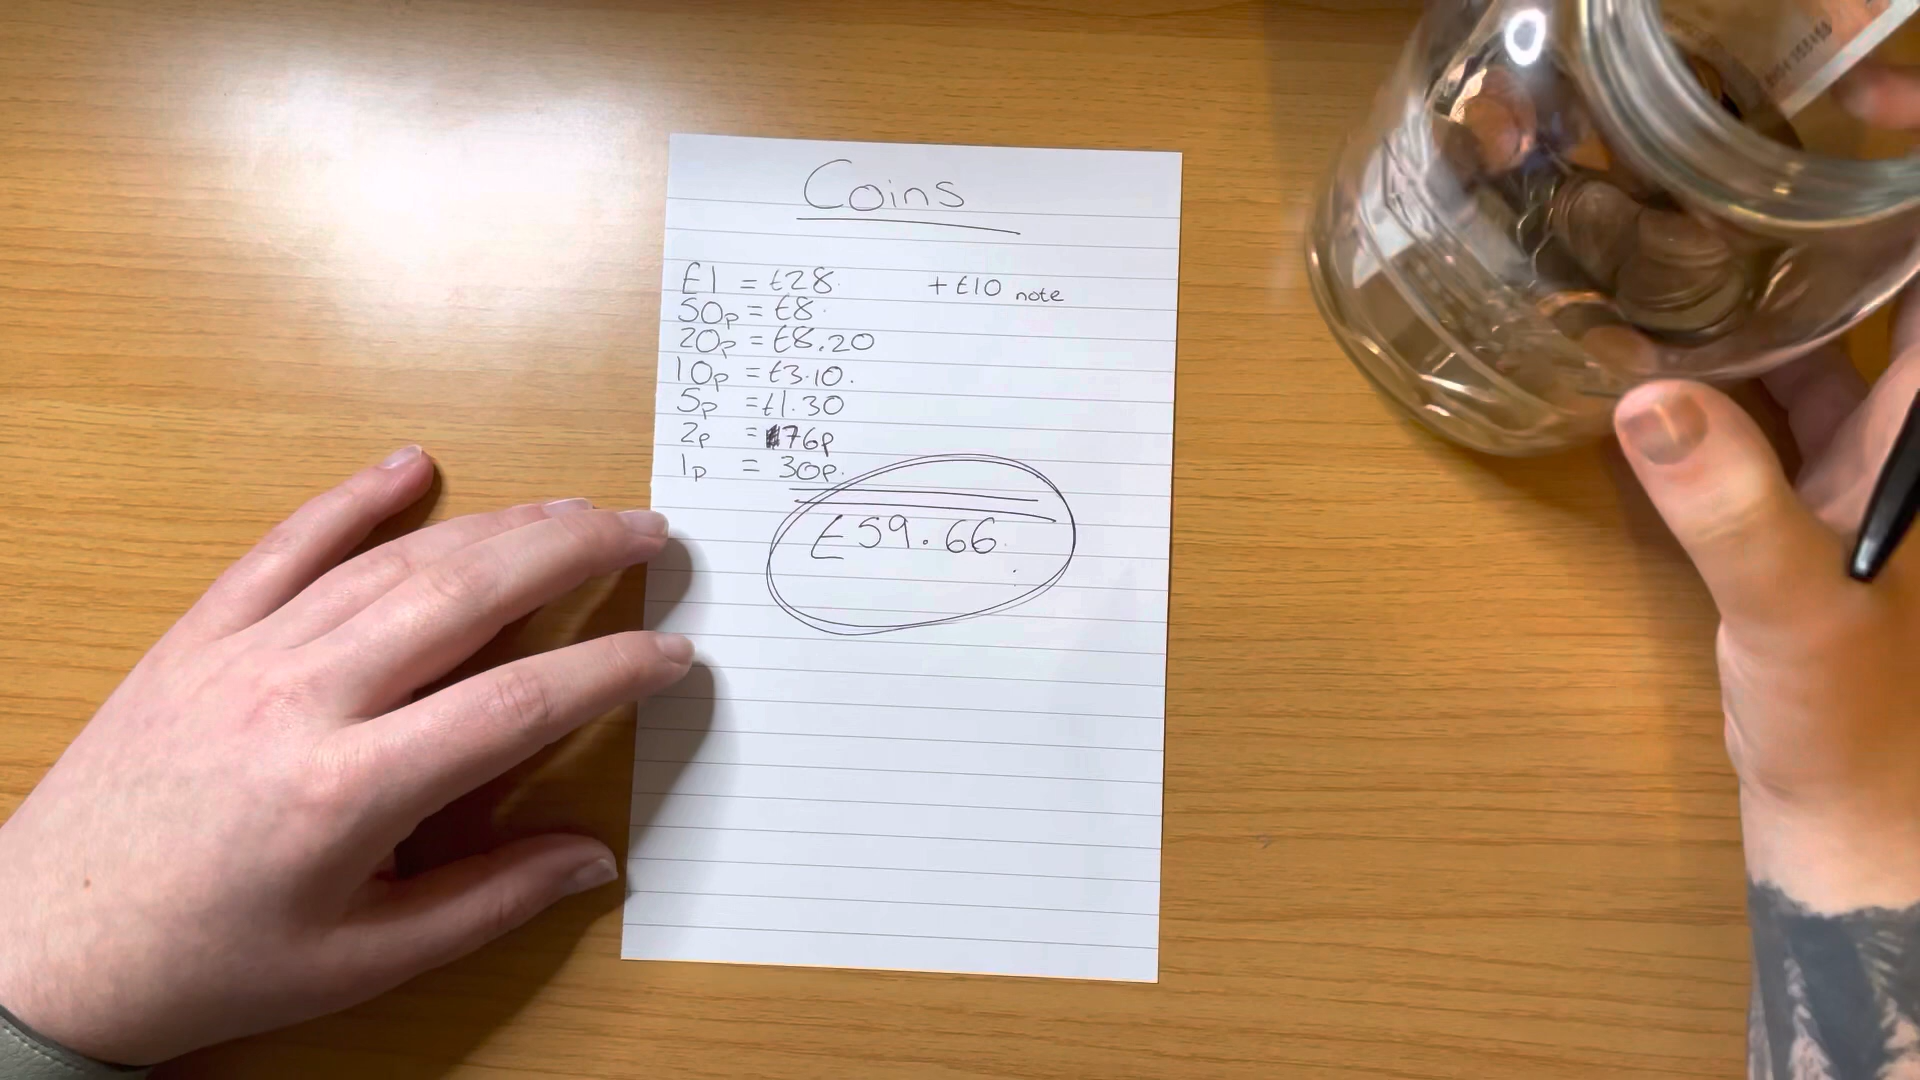 Coins
£1 = £28. + £10 note
50p = £8.
20p = £8.20
10p = £3.10.
5p = £1.30
2p = 76p
1p = 30p.
£59.66.